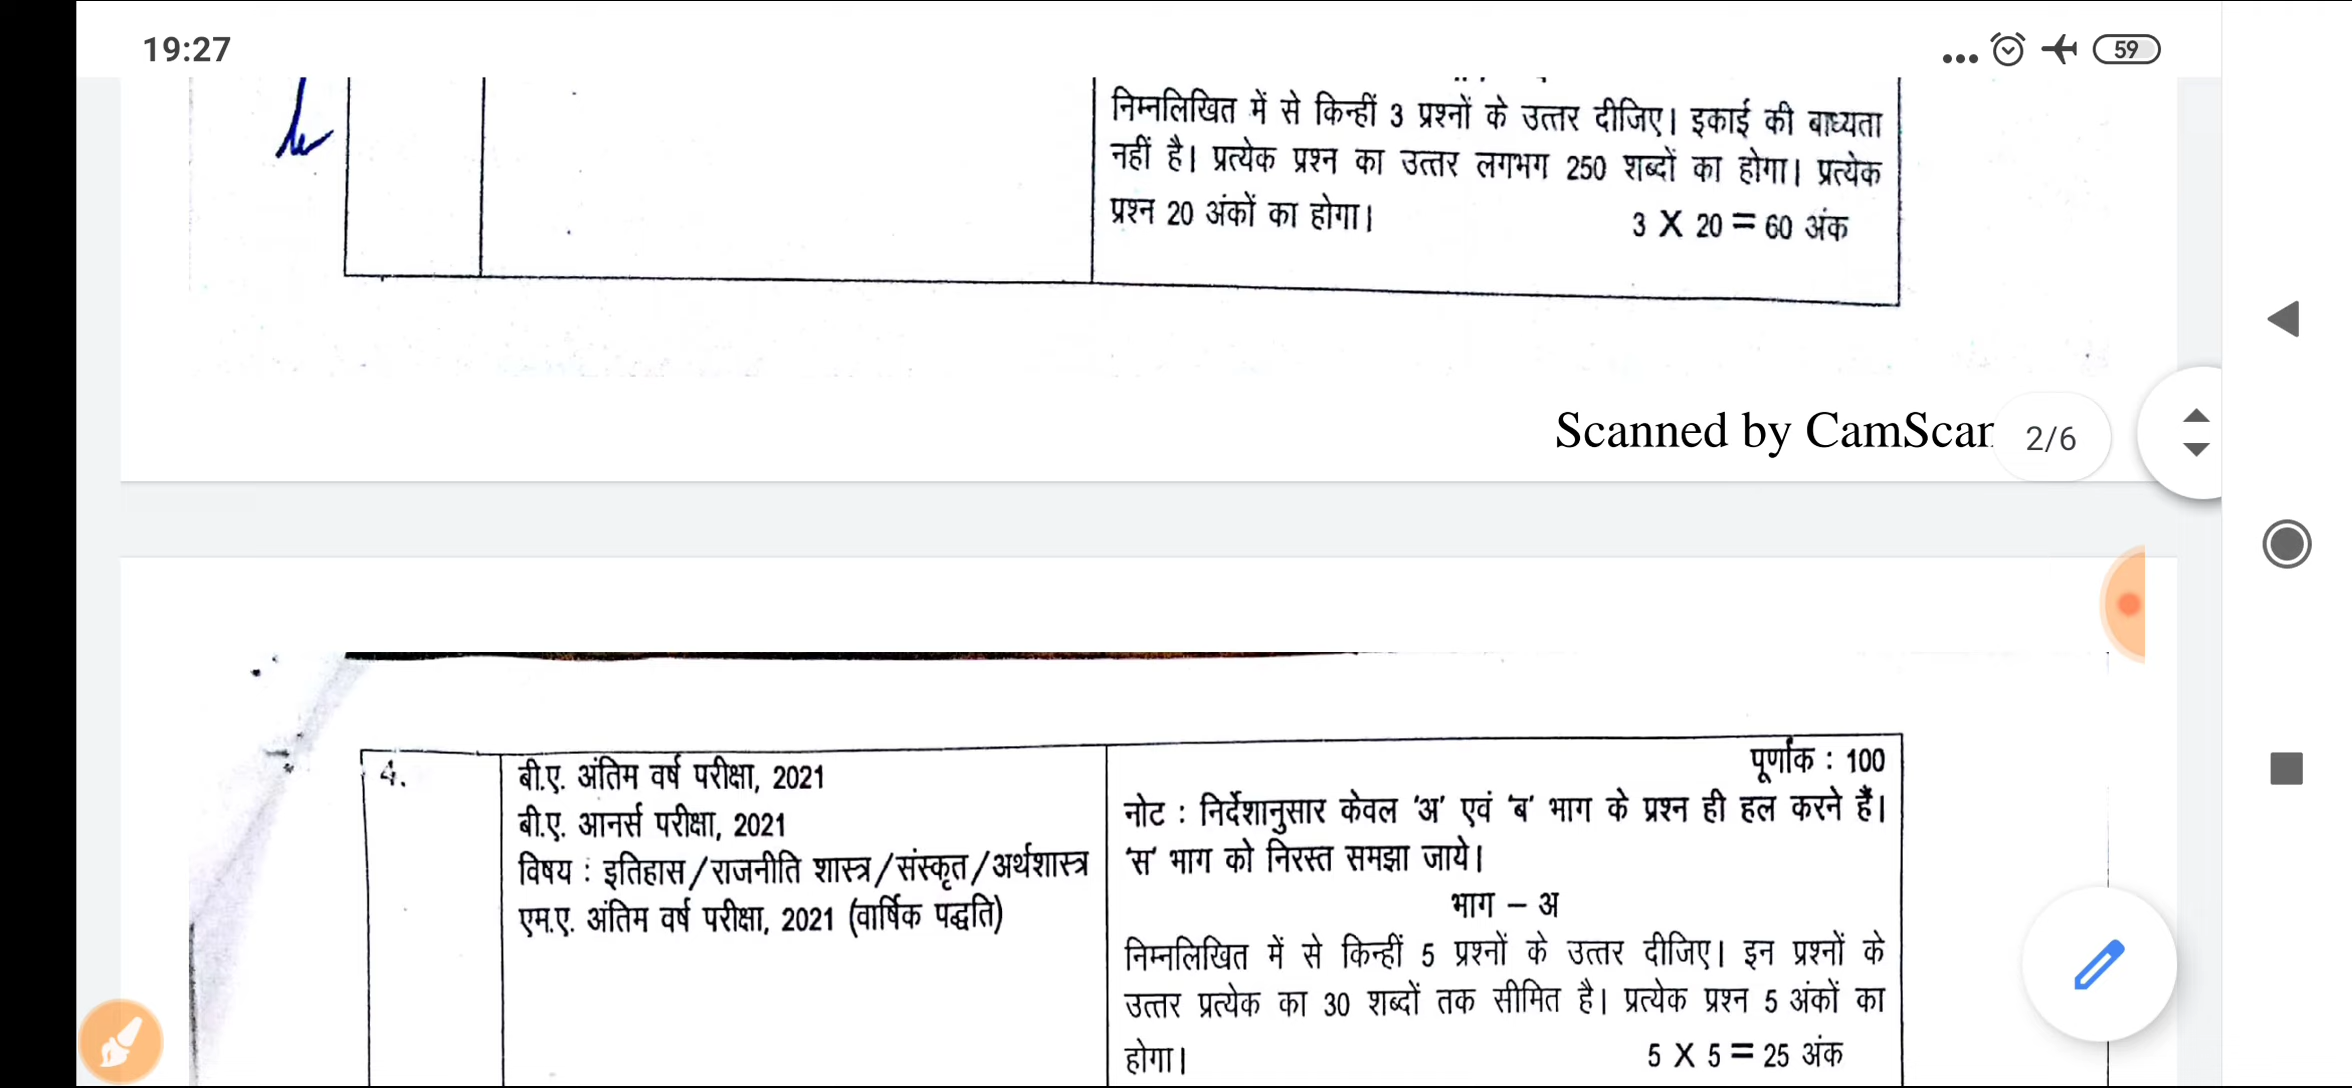 19:27
59
निम्नलिखित में से किन्हीं 3 प्रश्नों के उत्तर दीजिए। इकाई की बाध्यता
नहीं है। प्रत्येक प्रश्न का उत्तर लगभग 250 शब्दों का होगा। प्रत्येक
प्रश्न 20 अंकों का होगा।
3 X 20 = 60 अंक
Scanned by CamScan
2/6
4.
बी.ए. अंतिम वर्ष परीक्षा, 2021
बी.ए. आनर्स परीक्षा, 2021
विषय : इतिहास/राजनीति शास्त्र/संस्कृत/अर्थशास्त्र
एम.ए. अंतिम वर्ष परीक्षा, 2021 (वार्षिक पद्धति)
पूर्णांक : 100
नोट : निर्देशानुसार केवल 'अ' एवं 'ब' भाग के प्रश्न ही हल करने हैं।
'स' भाग को निरस्त समझा जाये।
भाग – अ
निम्नलिखित में से किन्हीं 5 प्रश्नों के उत्तर दीजिए। इन प्रश्नों के
उत्तर प्रत्येक का 30 शब्दों तक सीमित है। प्रत्येक प्रश्न 5 अंकों का
होगा।
5 X 5 = 25 अंक